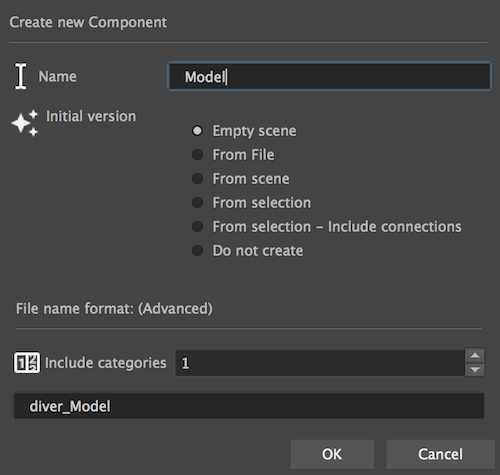 Create new Component
Name
Model
Initial version
Empty scene
From File
From scene
From selection
From selection - Include connections
Do not create
File name format: (Advanced)
Include categories
1
diver_Model
OK
Cancel